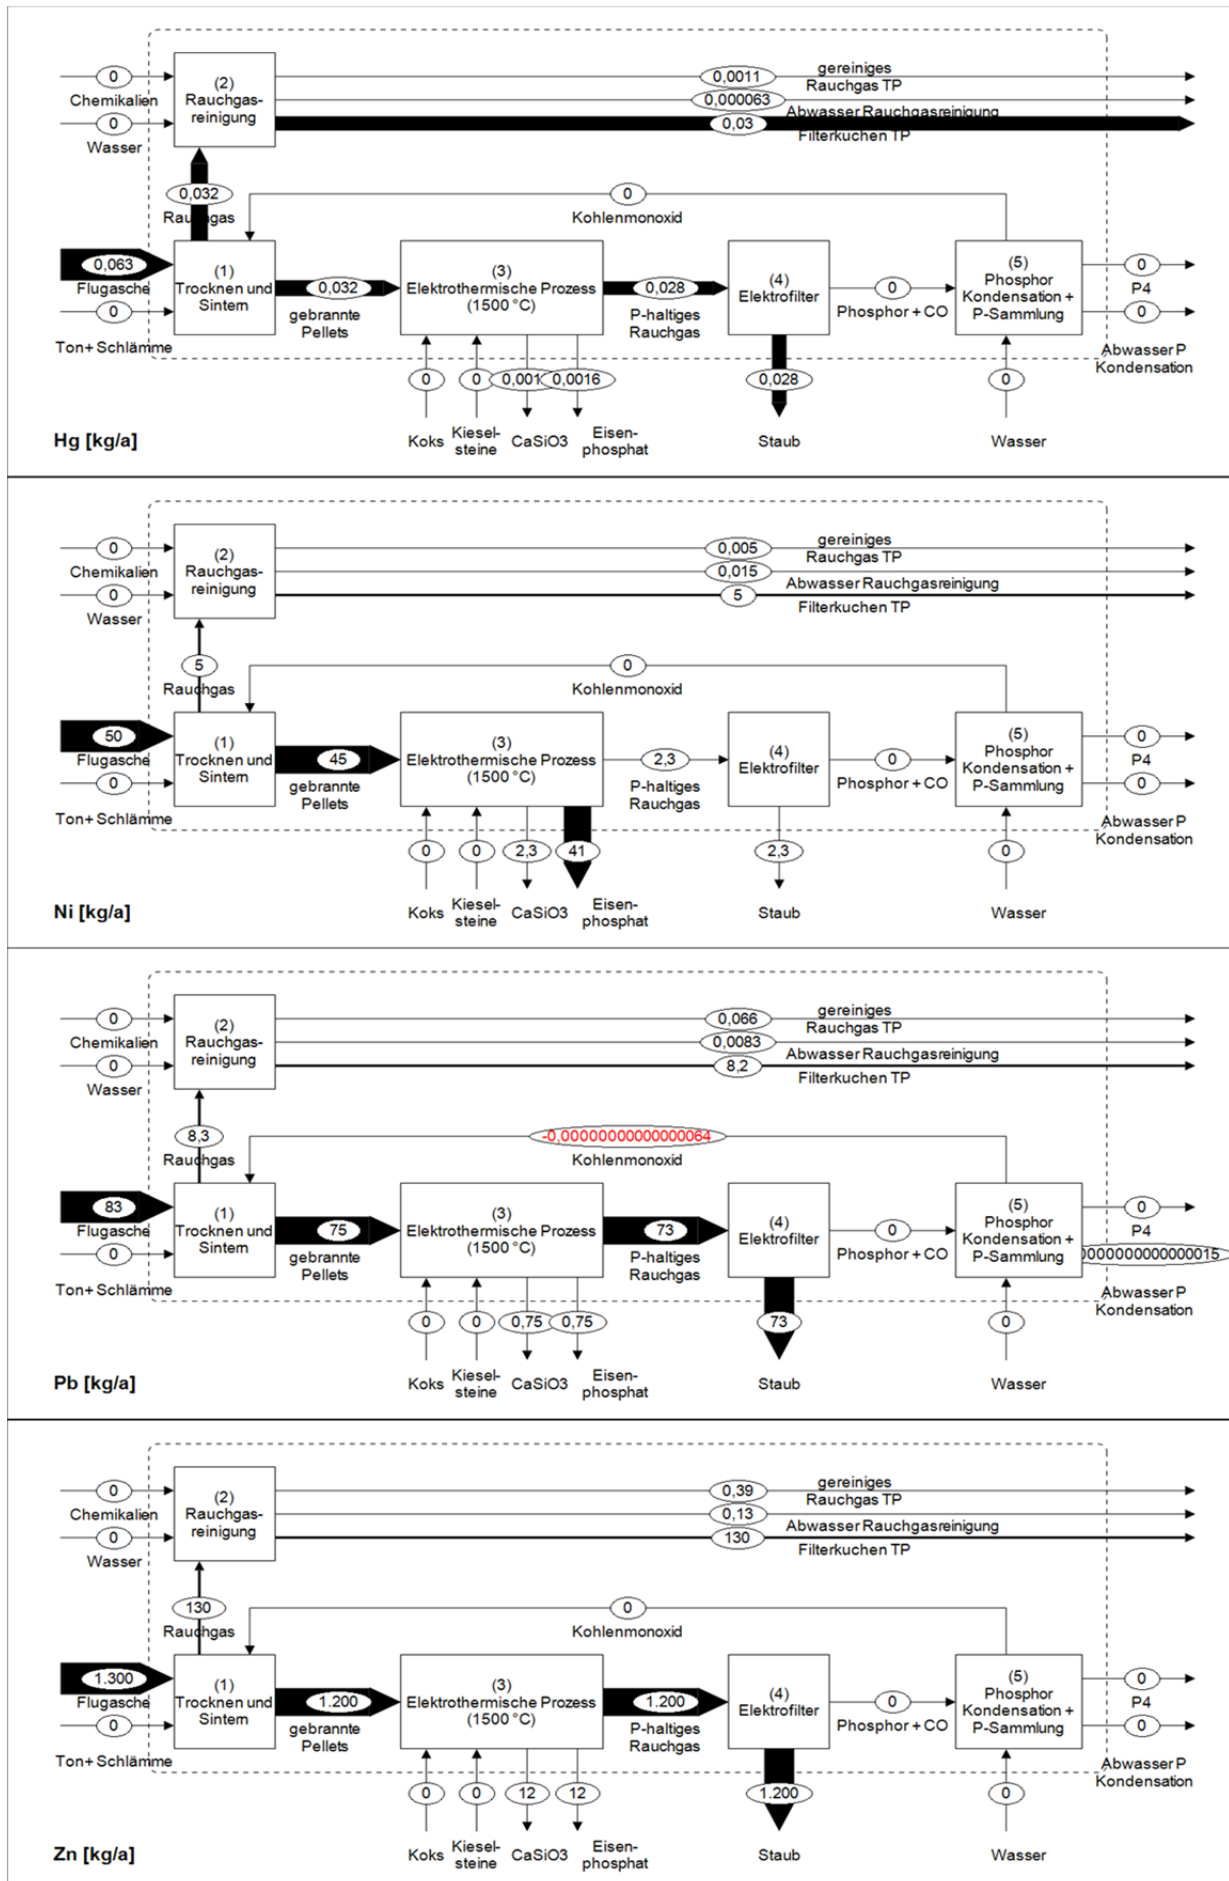 0
Chemikalien
0
Wasser
(2)
Rauchgas-
reinigung
0,0011
gereiniges
Rauchgas TP
0,000063
Abwasser Rauchgasreinigung
0,03
Filterkuchen TP
0,032
Rauchgas
0
Kohlenmonoxid
0,063
Flugasche
0
Ton+ Schlämme
(1)
Trocknen und
Sintern
0,032
gebrannte
Pellets
(3)
Elektrothermische Prozess
(1500 °C)
0,028
P-haltiges
Rauchgas
(4)
Elektrofilter
0
Phosphor + CO
(5)
Phosphor
Kondensation +
P-Sammlung
0
P4
0
Abwasser P
Kondensation
0
0
0,001
0,0016
0,028
0
Koks
Kiesel-
steine
CaSiO3
Eisen-
phosphat
Staub
Wasser
Hg [kg/a]
0
Chemikalien
0
Wasser
(2)
Rauchgas-
reinigung
0,005
gereiniges
Rauchgas TP
0,015
Abwasser Rauchgasreinigung
5
Filterkuchen TP
5
Rauchgas
0
Kohlenmonoxid
50
Flugasche
0
Ton+ Schlämme
(1)
Trocknen und
Sintern
45
gebrannte
Pellets
(3)
Elektrothermische Prozess
(1500 °C)
2,3
P-haltiges
Rauchgas
(4)
Elektrofilter
0
Phosphor + CO
(5)
Phosphor
Kondensation +
P-Sammlung
0
P4
0
Abwasser P
Kondensation
0
0
2,3
41
2,3
0
Koks
Kiesel-
steine
CaSiO3
Eisen-
phosphat
Staub
Wasser
Ni [kg/a]
0
Chemikalien
0
Wasser
(2)
Rauchgas-
reinigung
0,066
gereiniges
Rauchgas TP
0,0083
Abwasser Rauchgasreinigung
8,2
Filterkuchen TP
8,3
Rauchgas
-0,00000000000000064
Kohlenmonoxid
83
Flugasche
0
Ton+ Schlämme
(1)
Trocknen und
Sintern
75
gebrannte
Pellets
(3)
Elektrothermische Prozess
(1500 °C)
73
P-haltiges
Rauchgas
(4)
Elektrofilter
0
Phosphor + CO
(5)
Phosphor
Kondensation +
P-Sammlung
0
P4
Abwasser P
Kondensation
0
0
0,75
0,75
73
0
Koks
Kiesel-
steine
CaSiO3
Eisen-
phosphat
Staub
Wasser
Pb [kg/a]
0
Chemikalien
0
Wasser
(2)
Rauchgas-
reinigung
0,39
gereiniges
Rauchgas TP
0,13
Abwasser Rauchgasreinigung
130
Filterkuchen TP
130
Rauchgas
0
Kohlenmonoxid
1.300
Flugasche
0
Ton+ Schlämme
(1)
Trocknen und
Sintern
1.200
gebrannte
Pellets
(3)
Elektrothermische Prozess
(1500 °C)
1.200
P-haltiges
Rauchgas
(4)
Elektrofilter
0
Phosphor + CO
(5)
Phosphor
Kondensation +
P-Sammlung
0
P4
0
Abwasser P
Kondensation
0
0
12
12
1.200
0
Koks
Kiesel-
steine
CaSiO3
Eisen-
phosphat
Staub
Wasser
Zn [kg/a]